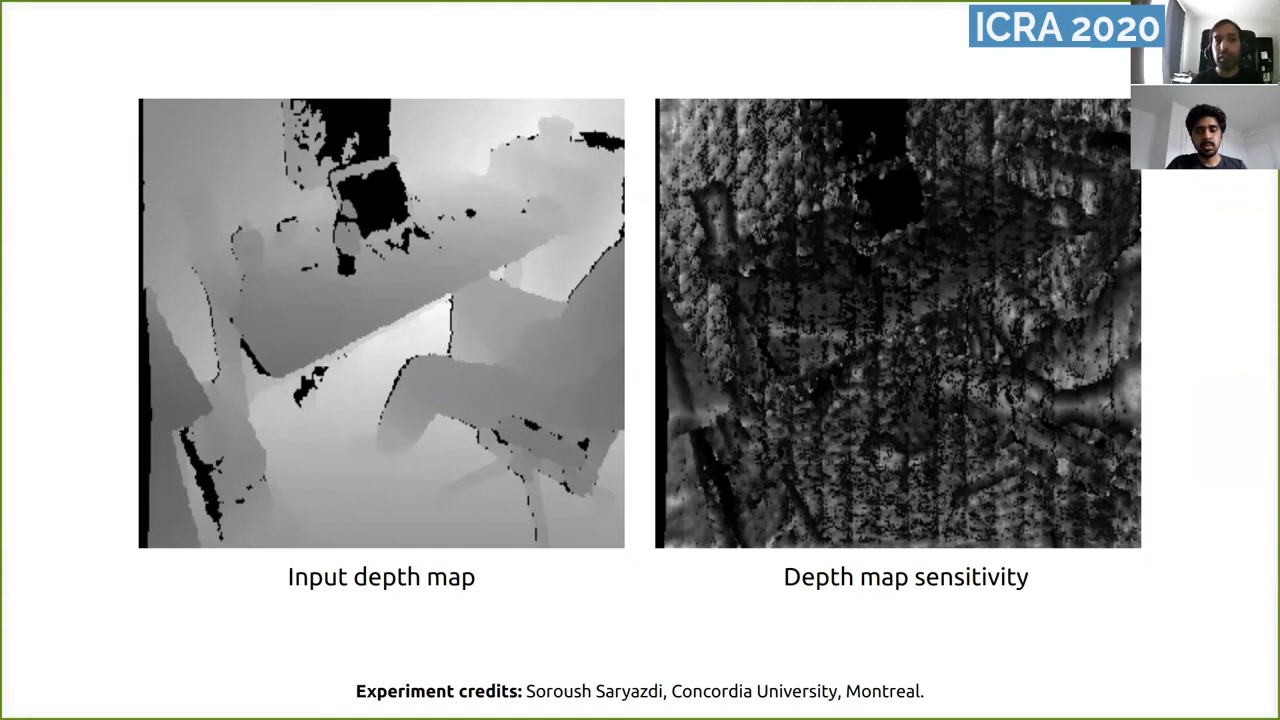 ICRA 2020
Input depth map
Depth map sensitivity
Experiment credits: Soroush Saryazdi, Concordia University, Montreal.